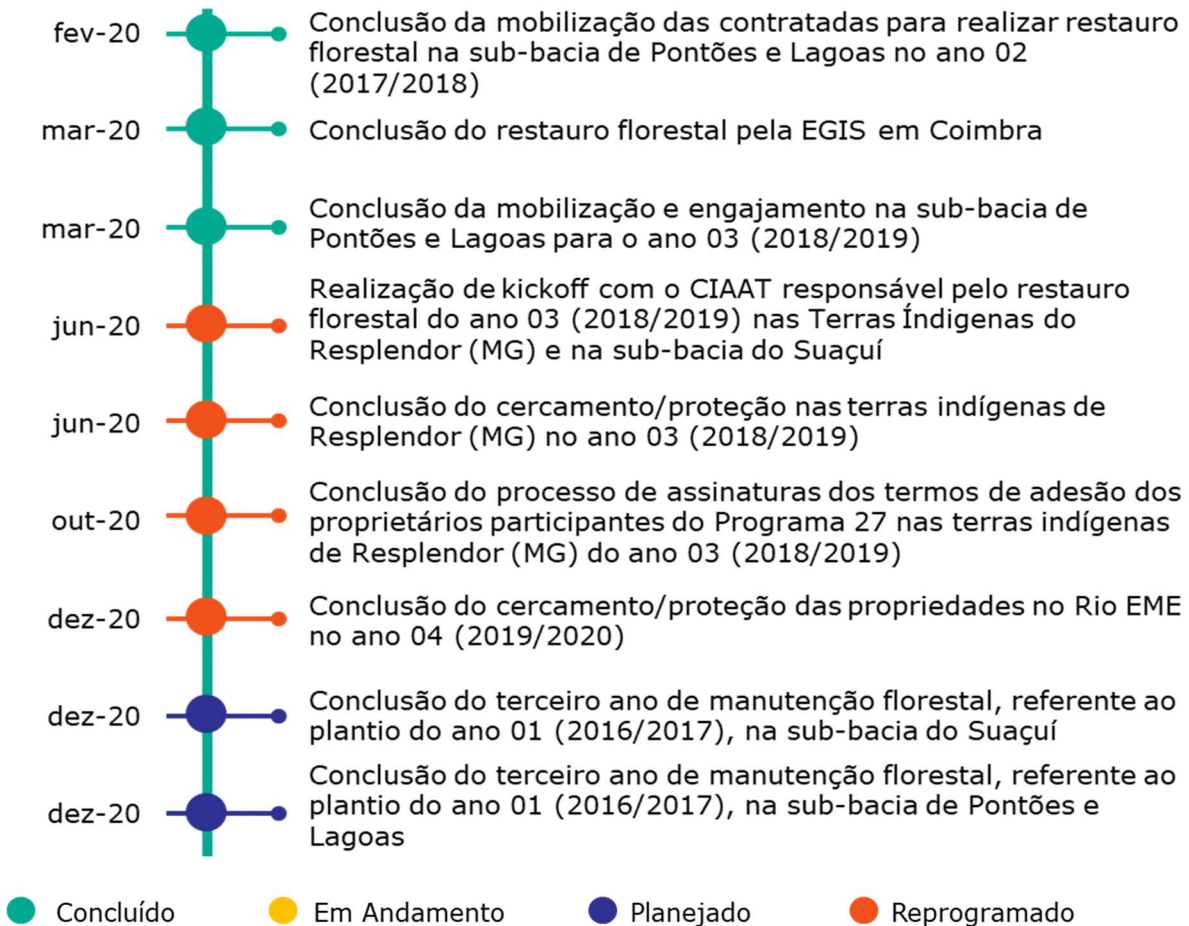 fev-20
Conclusão da mobilização das contratadas para realizar restauro
florestal na sub-bacia de Pontões e Lagoas no ano 02
(2017/2018)
mar-20
Conclusão do restauro florestal pela EGIS em Coimbra
mar-20
Conclusão da mobilização e engajamento na sub-bacia de
Pontões e Lagoas para o ano 03 (2018/2019)
jun-20
Realização de kickoff com o CIAAT responsável pelo restauro
florestal do ano 03 (2018/2019) nas Terras Índigenas do
Resplendor (MG) e na sub-bacia do Suaçuí
jun-20
Conclusão do cercamento/proteção nas terras indígenas de
Resplendor (MG) no ano 03 (2018/2019)
out-20
Conclusão do processo de assinaturas dos termos de adesão dos
proprietários participantes do Programa 27 nas terras indígenas
de Resplendor (MG) do ano 03 (2018/2019)
dez-20
Conclusão do cercamento/proteção das propriedades no Rio EME
no ano 04 (2019/2020)
dez-20
Conclusão do terceiro ano de manutenção florestal, referente ao
plantio do ano 01 (2016/2017), na sub-bacia do Suaçuí
dez-20
Conclusão do terceiro ano de manutenção florestal, referente ao
plantio do ano 01 (2016/2017), na sub-bacia de Pontões e
Lagoas
Concluído
Em Andamento
Planejado
Reprogramado